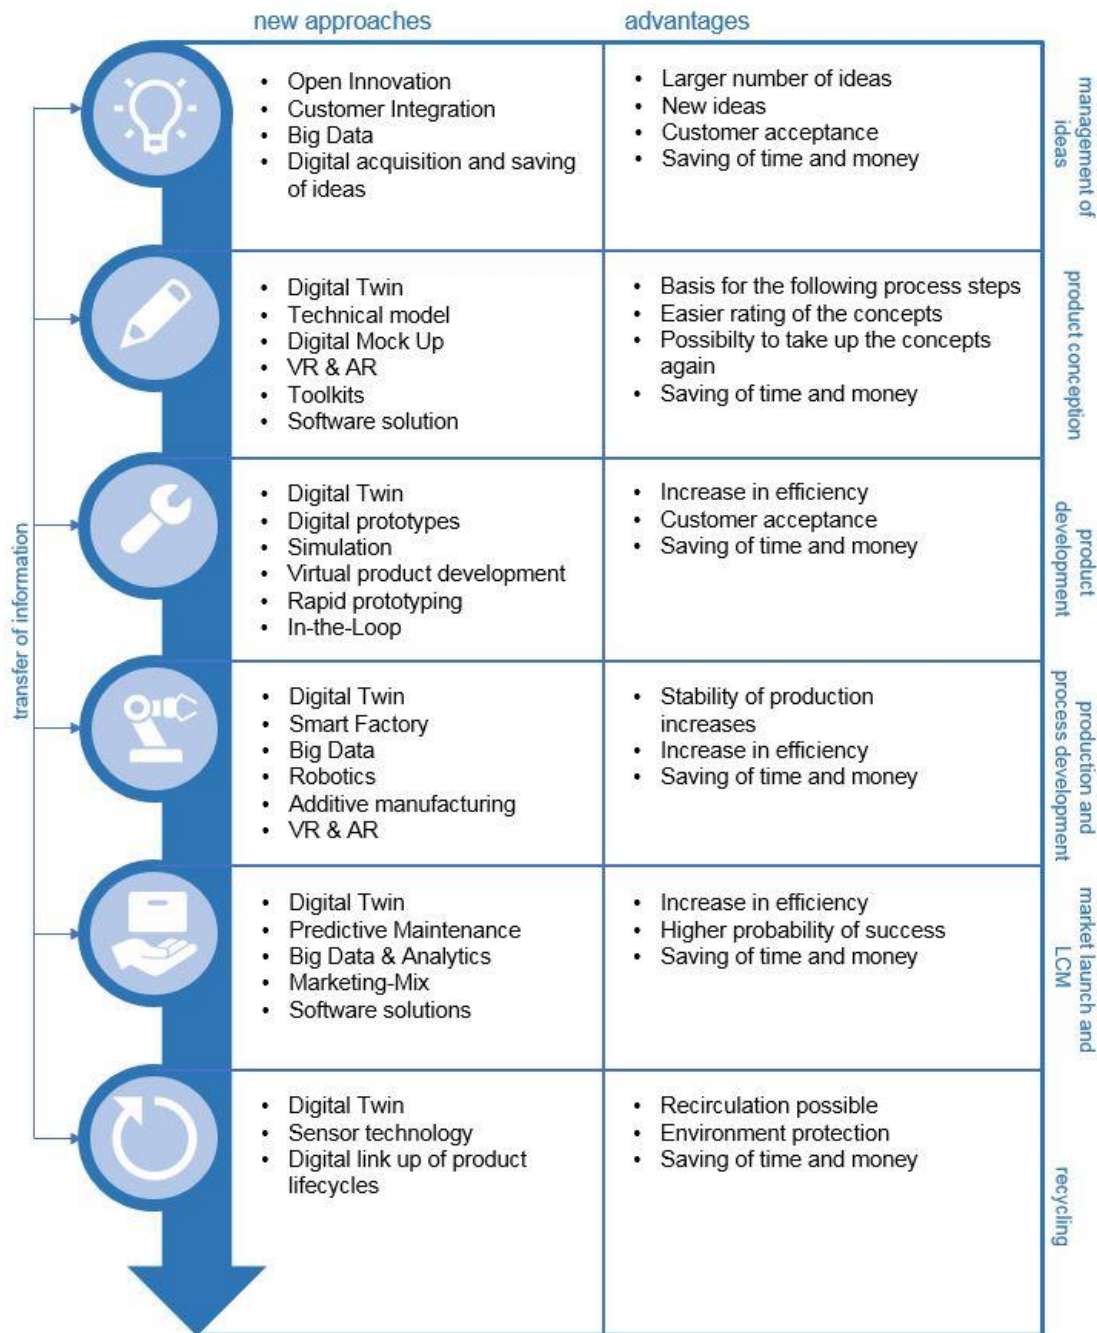 new approaches
advantages
transfer of information
• Open Innovation
• Customer Integration
• Big Data
• Digital acquisition and saving
of ideas
• Larger number of ideas
• New ideas
• Customer acceptance
• Saving of time and money
management of
ideas
• Digital Twin
• Technical model
• Digital Mock Up
• VR & AR
• Toolkits
• Software solution
• Basis for the following process steps
• Easier rating of the concepts
• Possibilty to take up the concepts
again
• Saving of time and money
product conception
• Digital Twin
• Digital prototypes
• Simulation
• Virtual product development
• Rapid prototyping
• In-the-Loop
• Increase in efficiency
• Customer acceptance
• Saving of time and money
product
development
• Digital Twin
• Smart Factory
• Big Data
• Robotics
• Additive manufacturing
• VR & AR
• Stability of production
increases
• Increase in efficiency
• Saving of time and money
production and
process development
• Digital Twin
• Predictive Maintenance
• Big Data & Analytics
• Marketing-Mix
• Software solutions
• Increase in efficiency
• Higher probability of success
• Saving of time and money
market launch and
LCM
• Digital Twin
• Sensor technology
• Digital link up of product
lifecycles
• Recirculation possible
• Environment protection
• Saving of time and money
recycling